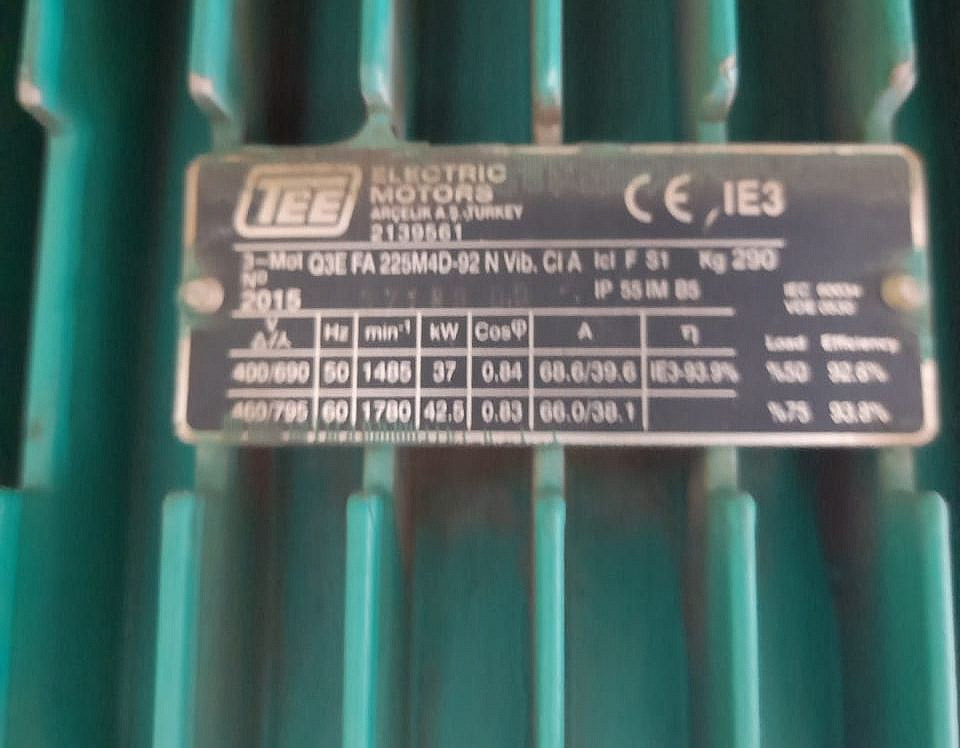 TEE
ELECTRIC
MOTORS
ARÇELİK A.Ş. TURKEY
2139561
CE IE3
3~Mot Q3E FA 225M4D-92 N Vib. Cl A Icl F S1 Kg 290
Nº
2015 IP 55 IM B5
V Δ/Y Hz min⁻¹ kW Cosφ A η Load Efficiency
400/690 50 1485 37 0.84 68.6/39.6 IE3-93.9% %50 92.8%
460/795 60 1780 42.5 0.83 66.0/38.1 %75 93.8%